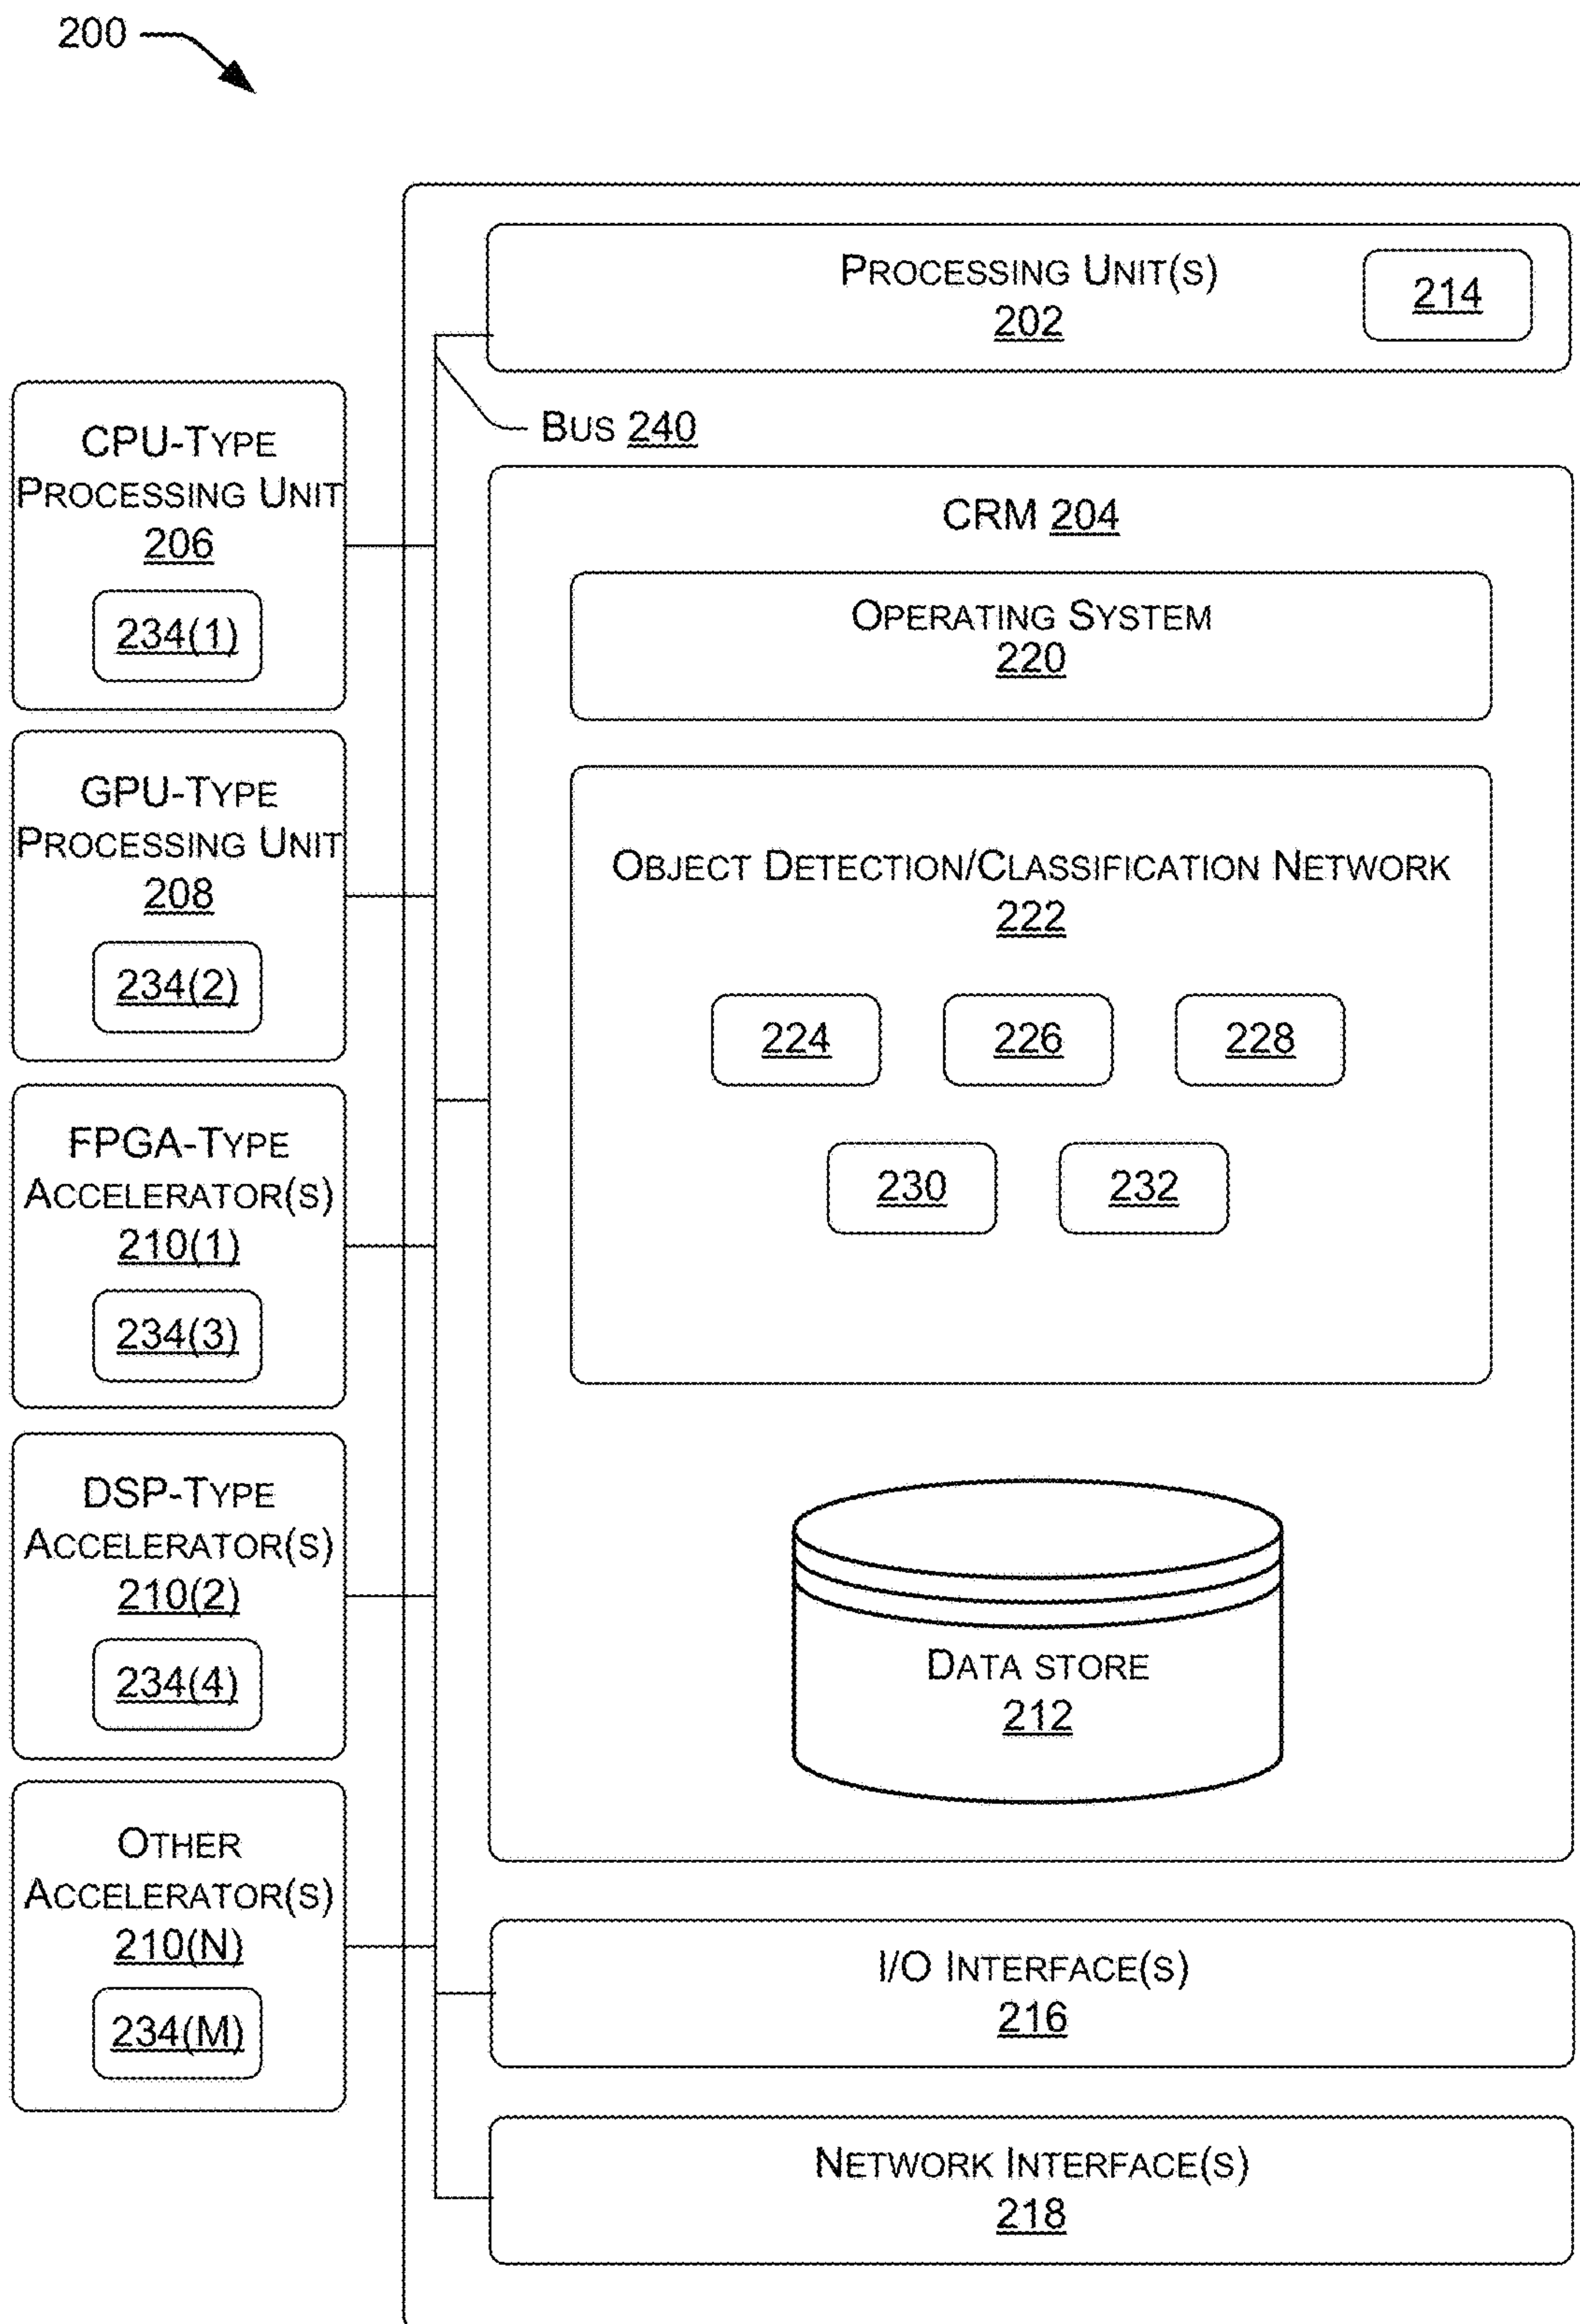 200
PROCESSING UNIT(S)
202
214
BUS 240
CPU-TYPE
PROCESSING UNIT
206
234(1)
GPU-TYPE
PROCESSING UNIT
208
234(2)
FPGA-TYPE
ACCELERATOR(S)
210(1)
234(3)
DSP-TYPE
ACCELERATOR(S)
210(2)
234(4)
OTHER
ACCELERATOR(S)
210(N)
234(M)
CRM 204
OPERATING SYSTEM
220
OBJECT DETECTION/CLASSIFICATION NETWORK
222
224
226
228
230
232
DATA STORE
212
I/O INTERFACE(S)
216
NETWORK INTERFACE(S)
218